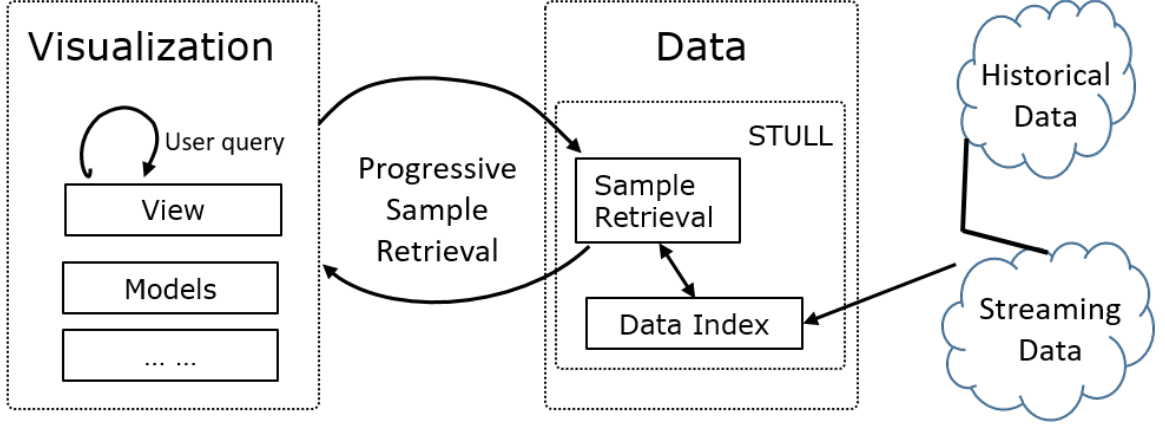 Visualization
User query
View
Models
... ...
Progressive
Sample
Retrieval
Data
STULL
Sample
Retrieval
Data Index
Historical
Data
Streaming
Data